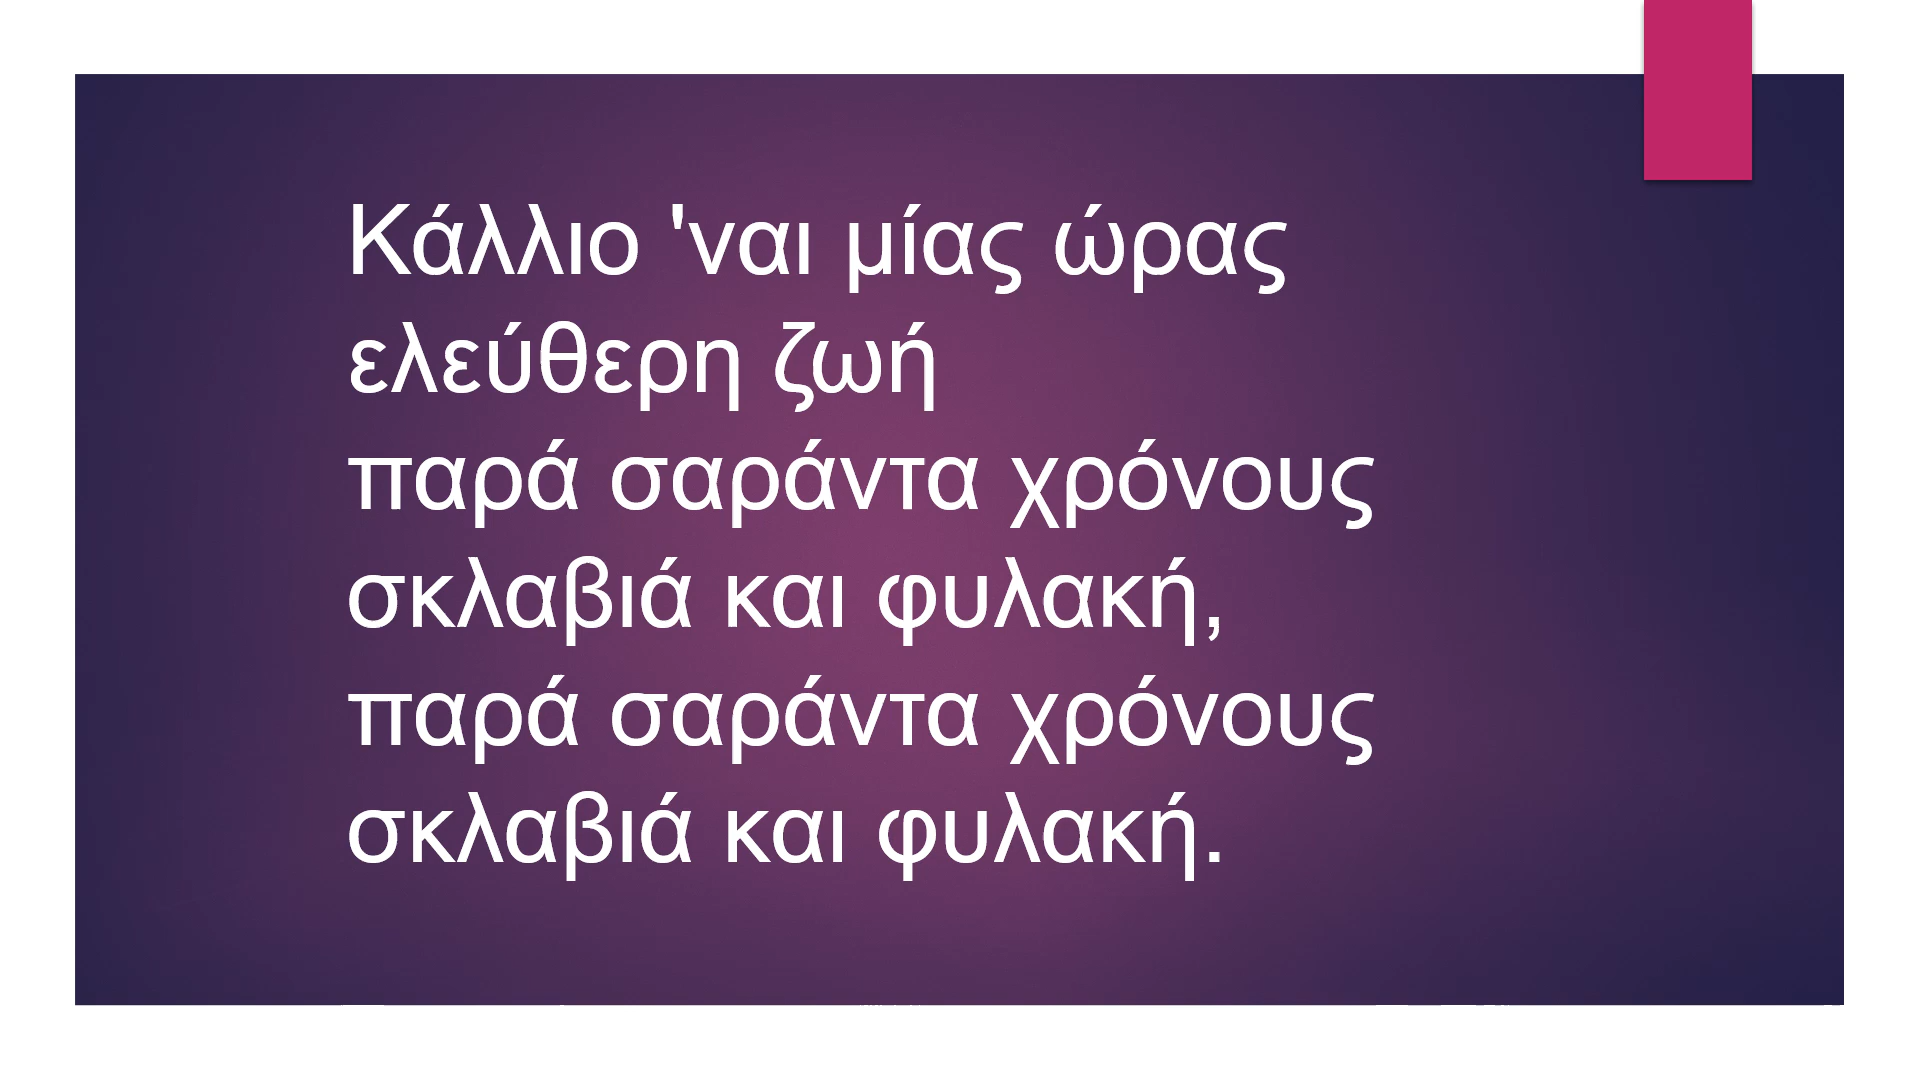 Κάλλιο 'ναι μίας ώρας
ελεύθερη ζωή
παρά σαράντα χρόνους
σκλαβιά και φυλακή,
παρά σαράντα χρόνους
σκλαβιά και φυλακή.